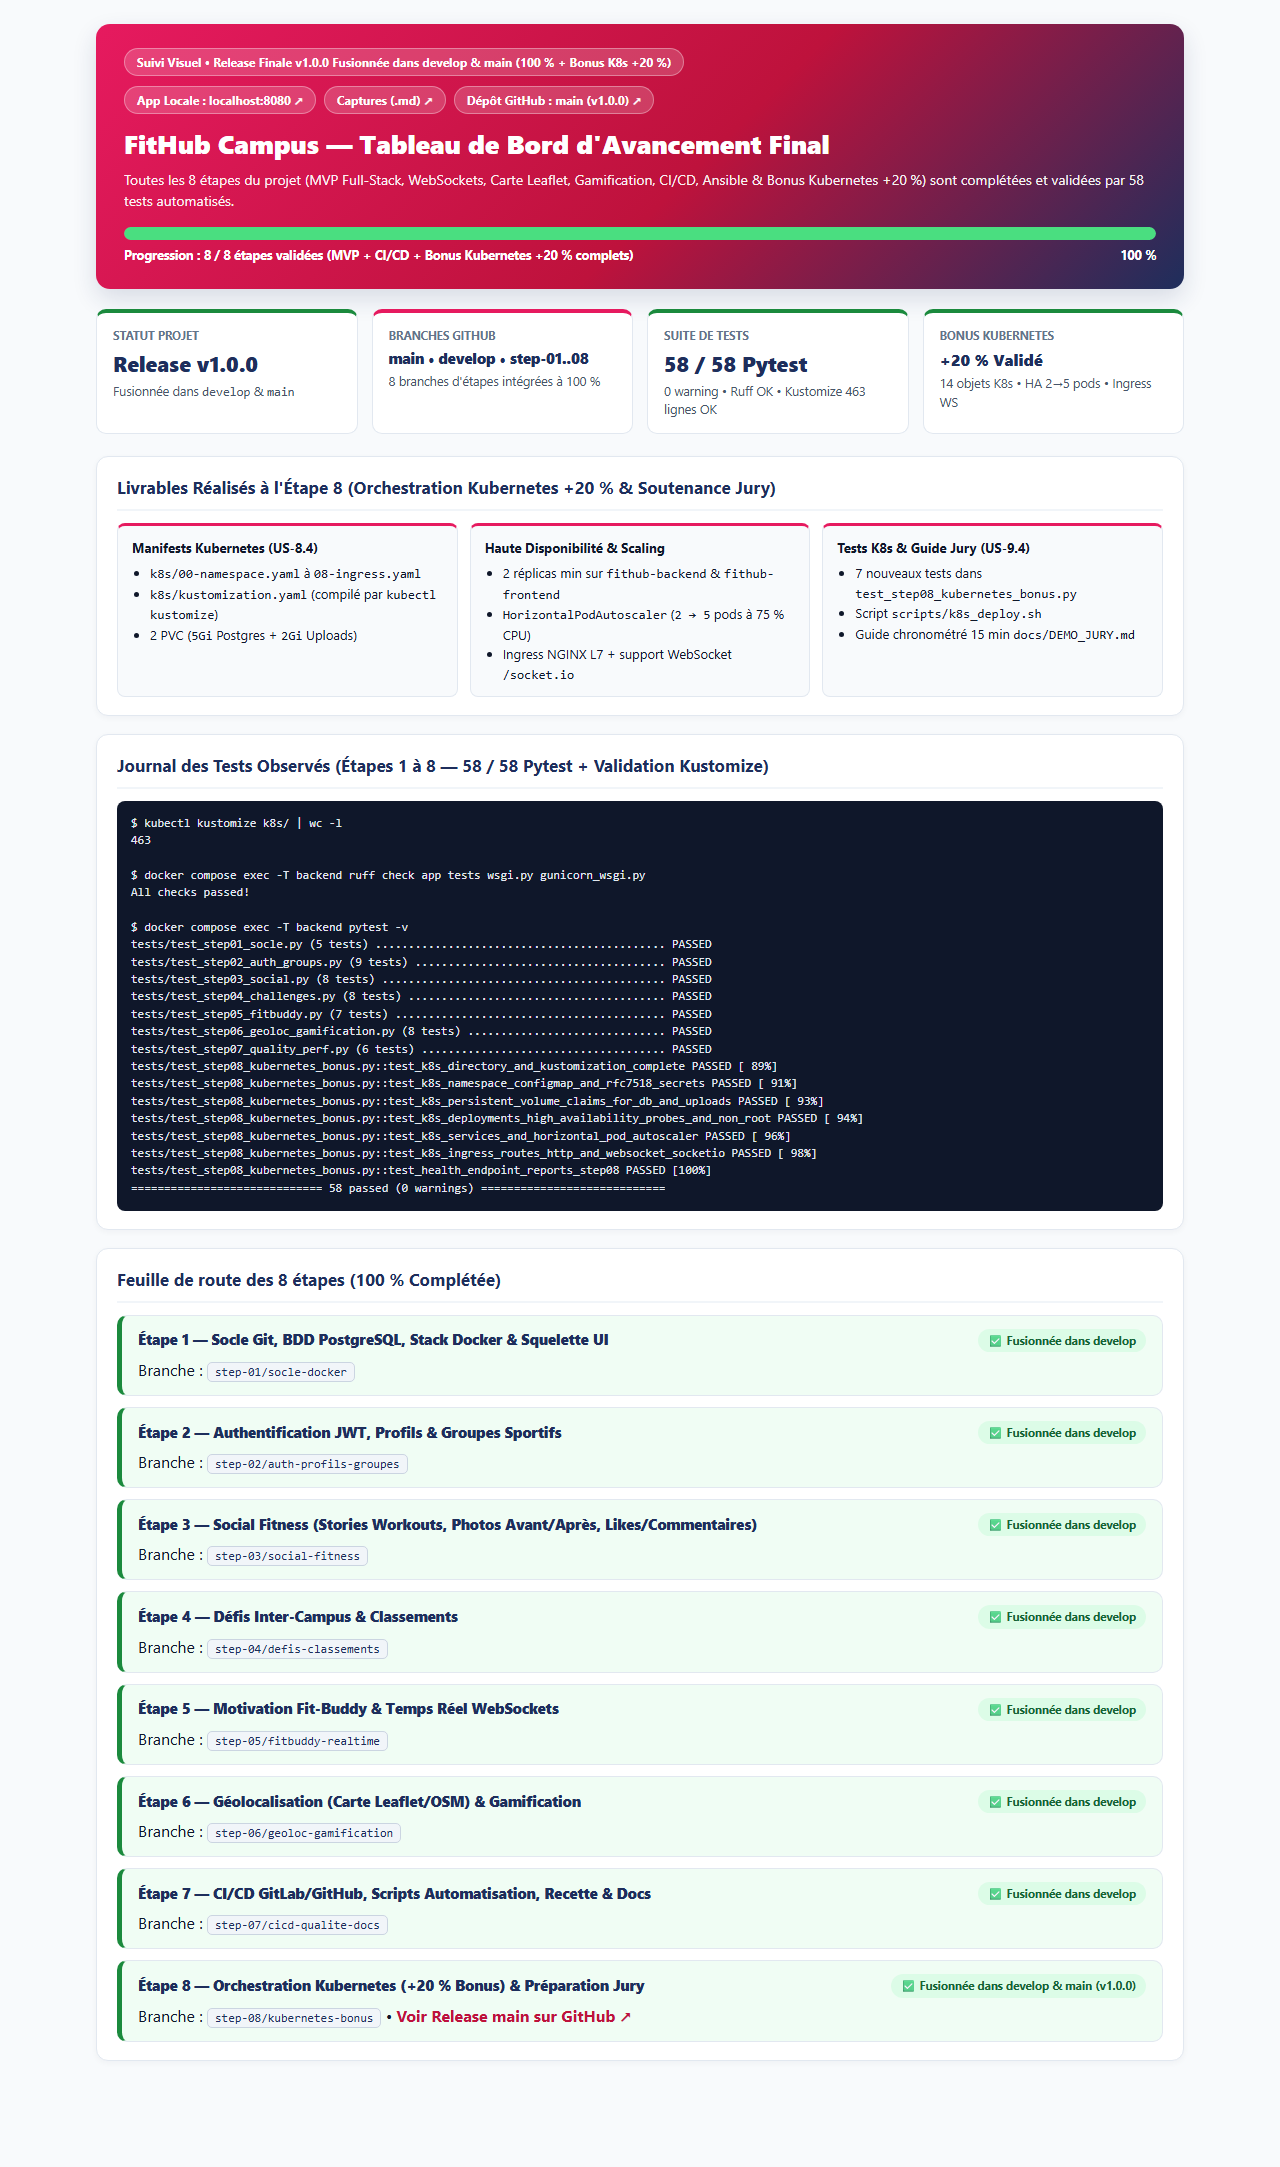 Suivi Visuel • Release Finale v1.0.0 Fusionnée dans develop & main (100 % + Bonus K8s +20 %)
App Locale : localhost:8080 ↗ Captures (.md) ↗ Dépôt GitHub : main (v1.0.0) ↗
FitHub Campus — Tableau de Bord d'Avancement Final
Toutes les 8 étapes du projet (MVP Full-Stack, WebSockets, Carte Leaflet, Gamification, CI/CD, Ansible & Bonus Kubernetes +20 %) sont complétées et validées par 58
tests automatisés.
Progression : 8 / 8 étapes validées (MVP + CI/CD + Bonus Kubernetes +20 % complets) 100 %
STATUT PROJET
Release v1.0.0
Fusionnée dans develop & main
BRANCHES GITHUB
main • develop • step-01..08
8 branches d'étapes intégrées à 100 %
SUITE DE TESTS
58 / 58 Pytest
0 warning • Ruff OK • Kustomize 463
lignes OK
BONUS KUBERNETES
+20 % Validé
14 objets K8s • HA 2→5 pods • Ingress
WS
Livrables Réalisés à l'Étape 8 (Orchestration Kubernetes +20 % & Soutenance Jury)
Manifests Kubernetes (US-8.4)
• k8s/00-namespace.yaml à 08-ingress.yaml
• k8s/kustomization.yaml (compilé par kubectl
kustomize)
• 2 PVC (5Gi Postgres + 2Gi Uploads)
Haute Disponibilité & Scaling
• 2 réplicas min sur fithub-backend & fithub-
frontend
• HorizontalPodAutoscaler (2 → 5 pods à 75 %
CPU)
• Ingress NGINX L7 + support WebSocket
/socket.io
Tests K8s & Guide Jury (US-9.4)
• 7 nouveaux tests dans
test_step08_kubernetes_bonus.py
• Script scripts/k8s_deploy.sh
• Guide chronométré 15 min docs/DEMO_JURY.md
Journal des Tests Observés (Étapes 1 à 8 — 58 / 58 Pytest + Validation Kustomize)
$ kubectl kustomize k8s/ | wc -l
463
$ docker compose exec -T backend ruff check app tests wsgi.py gunicorn_wsgi.py
All checks passed!
$ docker compose exec -T backend pytest -v
tests/test_step01_socle.py (5 tests) ............................................ PASSED
tests/test_step02_auth_groups.py (9 tests) ...................................... PASSED
tests/test_step03_social.py (8 tests) ........................................... PASSED
tests/test_step04_challenges.py (8 tests) ....................................... PASSED
tests/test_step05_fitbuddy.py (7 tests) ......................................... PASSED
tests/test_step06_geoloc_gamification.py (8 tests) .............................. PASSED
tests/test_step07_quality_perf.py (6 tests) ..................................... PASSED
tests/test_step08_kubernetes_bonus.py::test_k8s_directory_and_kustomization_complete PASSED [ 89%]
tests/test_step08_kubernetes_bonus.py::test_k8s_namespace_configmap_and_rfc7518_secrets PASSED [ 91%]
tests/test_step08_kubernetes_bonus.py::test_k8s_persistent_volume_claims_for_db_and_uploads PASSED [ 93%]
tests/test_step08_kubernetes_bonus.py::test_k8s_deployments_high_availability_probes_and_non_root PASSED [ 94%]
tests/test_step08_kubernetes_bonus.py::test_k8s_services_and_horizontal_pod_autoscaler PASSED [ 96%]
tests/test_step08_kubernetes_bonus.py::test_k8s_ingress_routes_http_and_websocket_socketio PASSED [ 98%]
tests/test_step08_kubernetes_bonus.py::test_health_endpoint_reports_step08 PASSED [100%]
============================= 58 passed (0 warnings) ============================
Feuille de route des 8 étapes (100 % Complétée)
Étape 1 — Socle Git, BDD PostgreSQL, Stack Docker & Squelette UI ✅ Fusionnée dans develop
Branche : step-01/socle-docker
Étape 2 — Authentification JWT, Profils & Groupes Sportifs ✅ Fusionnée dans develop
Branche : step-02/auth-profils-groupes
Étape 3 — Social Fitness (Stories Workouts, Photos Avant/Après, Likes/Commentaires) ✅ Fusionnée dans develop
Branche : step-03/social-fitness
Étape 4 — Défis Inter-Campus & Classements ✅ Fusionnée dans develop
Branche : step-04/defis-classements
Étape 5 — Motivation Fit-Buddy & Temps Réel WebSockets ✅ Fusionnée dans develop
Branche : step-05/fitbuddy-realtime
Étape 6 — Géolocalisation (Carte Leaflet/OSM) & Gamification ✅ Fusionnée dans develop
Branche : step-06/geoloc-gamification
Étape 7 — CI/CD GitLab/GitHub, Scripts Automatisation, Recette & Docs ✅ Fusionnée dans develop
Branche : step-07/cicd-qualite-docs
Étape 8 — Orchestration Kubernetes (+20 % Bonus) & Préparation Jury ✅ Fusionnée dans develop & main (v1.0.0)
Branche : step-08/kubernetes-bonus • Voir Release main sur GitHub ↗